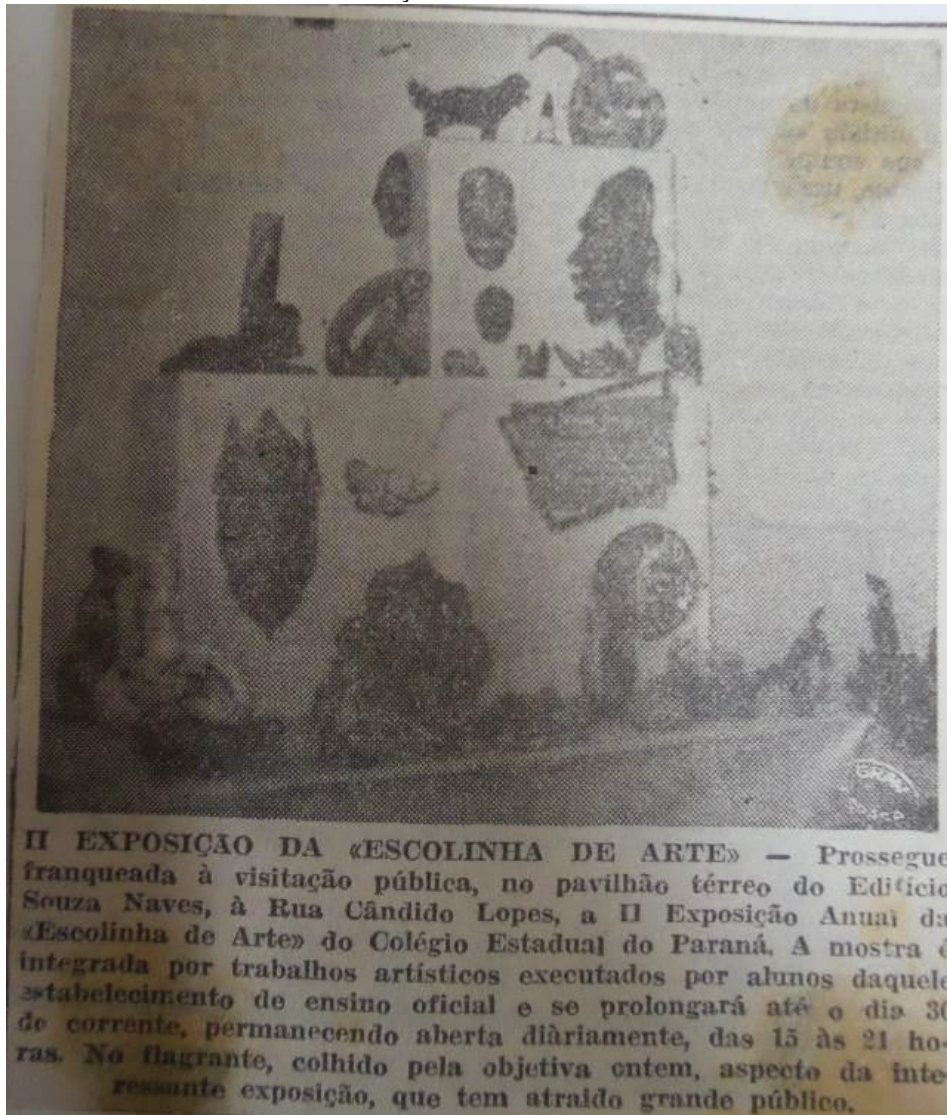 II EXPOSIÇÃO DA «ESCOLINHA DE ARTE» — Prossegue
franqueada à visitação pública, no pavilhão térreo do Edifício
Souza Naves, à Rua Cândido Lopes, a II Exposição Anual da
«Escolinha de Arte» do Colégio Estadual do Paraná. A mostra é
integrada por trabalhos artísticos executados por alunos daquele
estabelecimento de ensino oficial e se prolongará até o dia 30
do corrente, permanecendo aberta diàriamente, das 15 às 21 ho-
ras. No flagrante, colhido pela objetiva ontem, aspecto da inte-
ressante exposição, que tem atraido grande público.